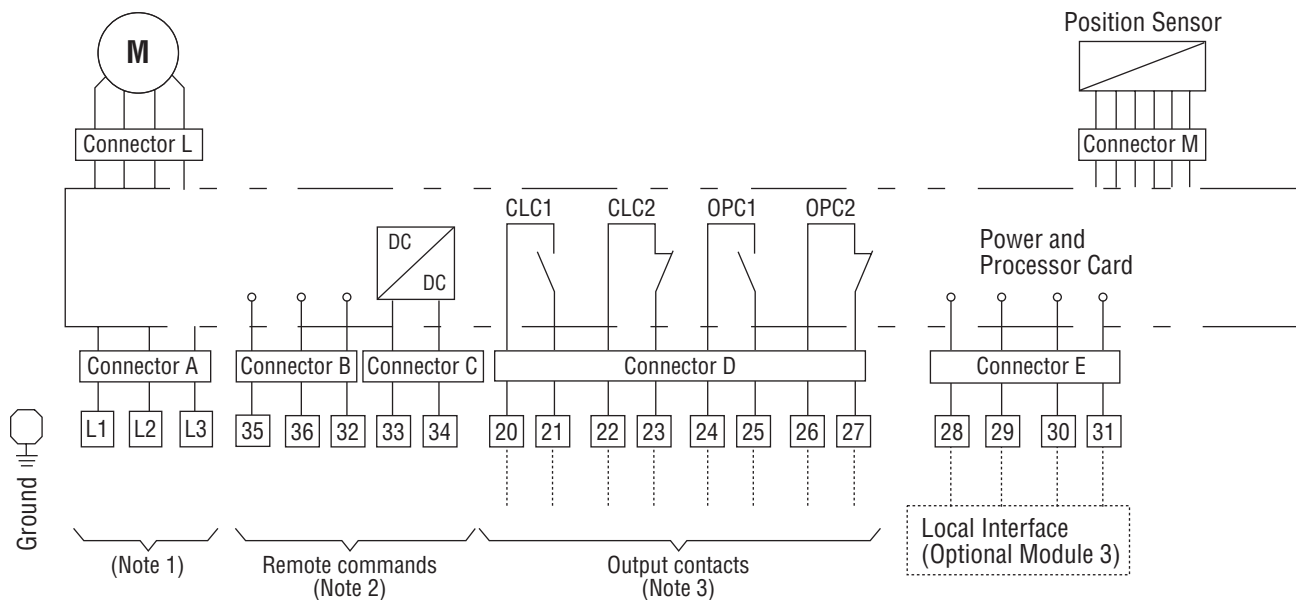 M
Position Sensor
Connector L
Connector M
CLC1 CLC2 OPC1 OPC2
DC
DC
Power and
Processor Card
Connector A
Connector B
Connector C
Connector D
Connector E
L1 L2 L3 35 36 32 33 34 20 21 22 23 24 25 26 27 28 29 30 31
Ground
(Note 1)
Remote commands
(Note 2)
Output contacts
(Note 3)
Local Interface
(Optional Module 3)